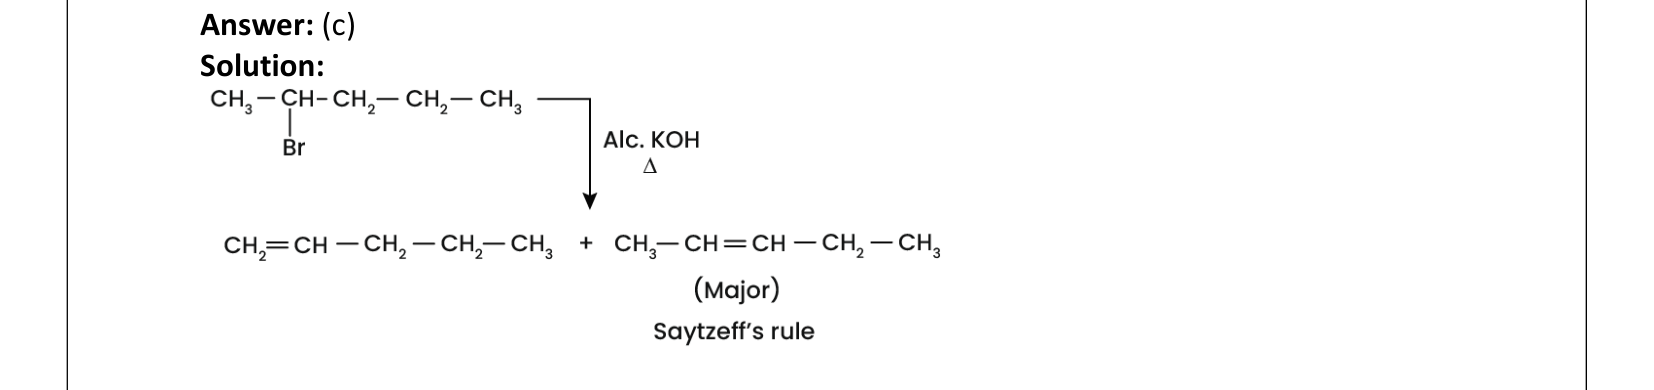 Answer: (c)
Solution:
CH₃ — CH - CH₂ — CH₂ — CH₃
Br
Alc. KOH
Δ
CH₂ = CH — CH₂ — CH₂ — CH₃ + CH₃ — CH = CH — CH₂ — CH₃
(Major)
Saytzeff's rule